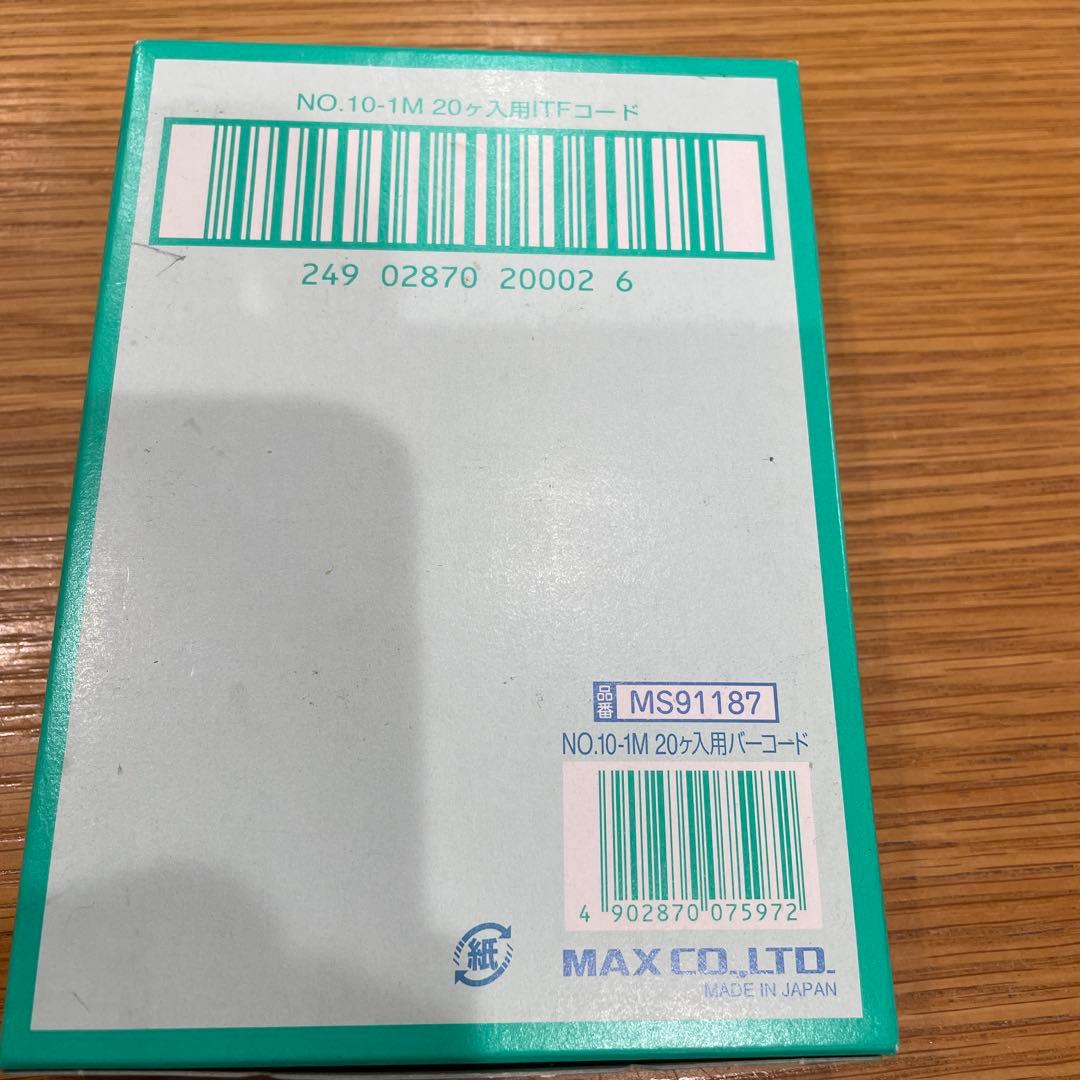 NO.10-1M 20ヶ入用ITFコード
249 02870 20002 6
品番 MS91187
NO.10-1M 20ヶ入用バーコード
4 902870 075972
紙
MAX CO.,LTD.
MADE IN JAPAN